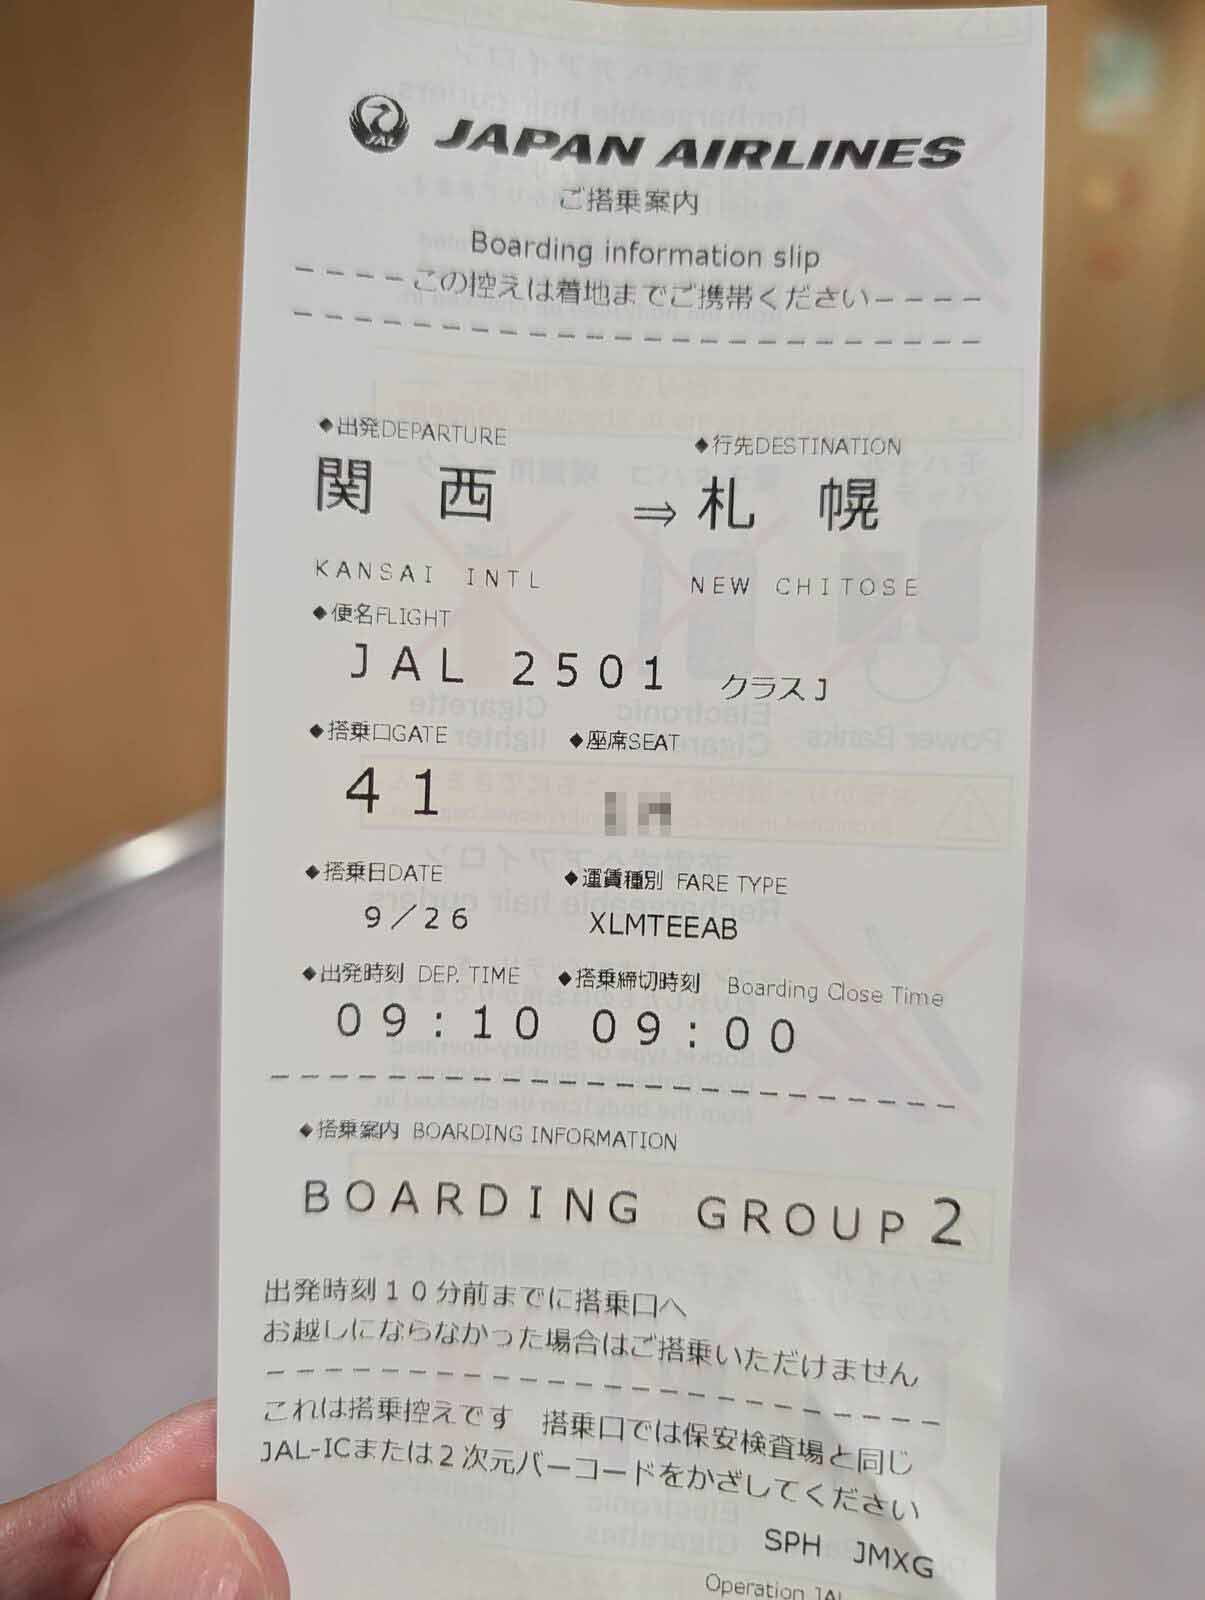 JAL JAPAN AIRLINES
ご搭乗案内
Boarding information slip
----この控えは着地までご携帯ください----
◆出発DEPARTURE ◆行先DESTINATION
関 西 ⇒ 札 幌
KANSAI INTL NEW CHITOSE
◆便名FLIGHT
JAL 2501 クラスJ
◆搭乗口GATE ◆座席SEAT
41
◆搭乗日DATE ◆運賃種別 FARE TYPE
9/26 XLMTEEAB
◆出発時刻 DEP. TIME ◆搭乗締切時刻 Boarding Close Time
09:10 09:00
◆搭乗案内 BOARDING INFORMATION
BOARDING GROUP 2
出発時刻10分前までに搭乗口へ
お越しにならなかった場合はご搭乗いただけません
これは搭乗控えです 搭乗口では保安検査場と同じ
JAL-ICまたは2次元バーコードをかざしてください
SPH JMXG
Operation JAL